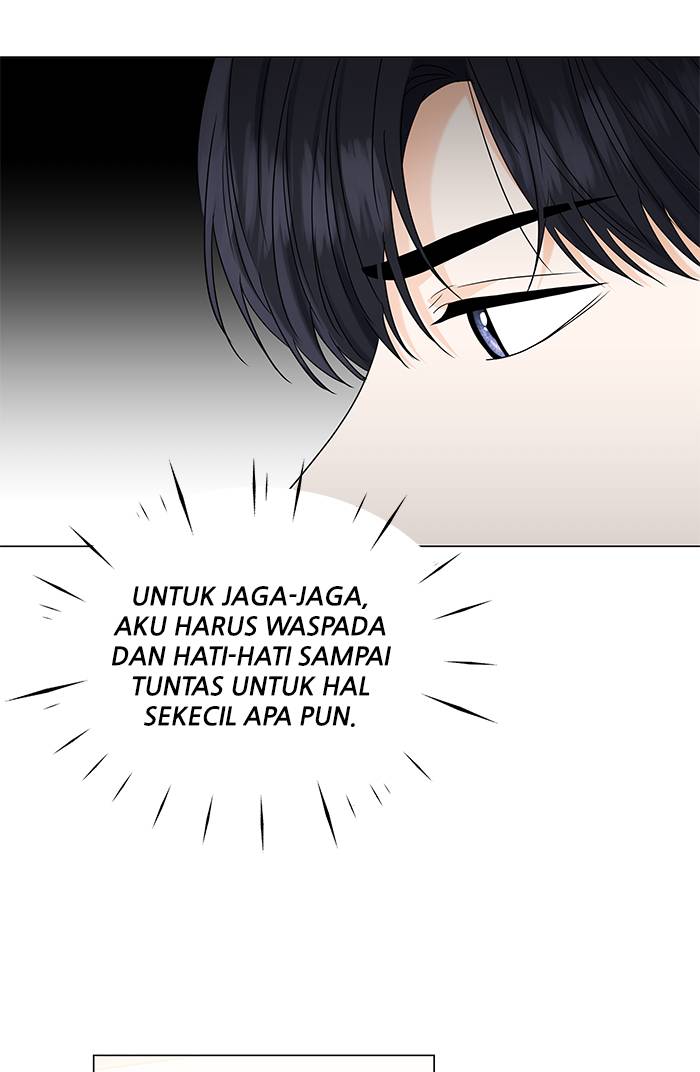 UNTUK JAGA-JAGA,
AKU HARUS WASPADA
DAN HATI-HATI SAMPAI
TUNTAS UNTUK HAL
SEKECIL APA PUN.